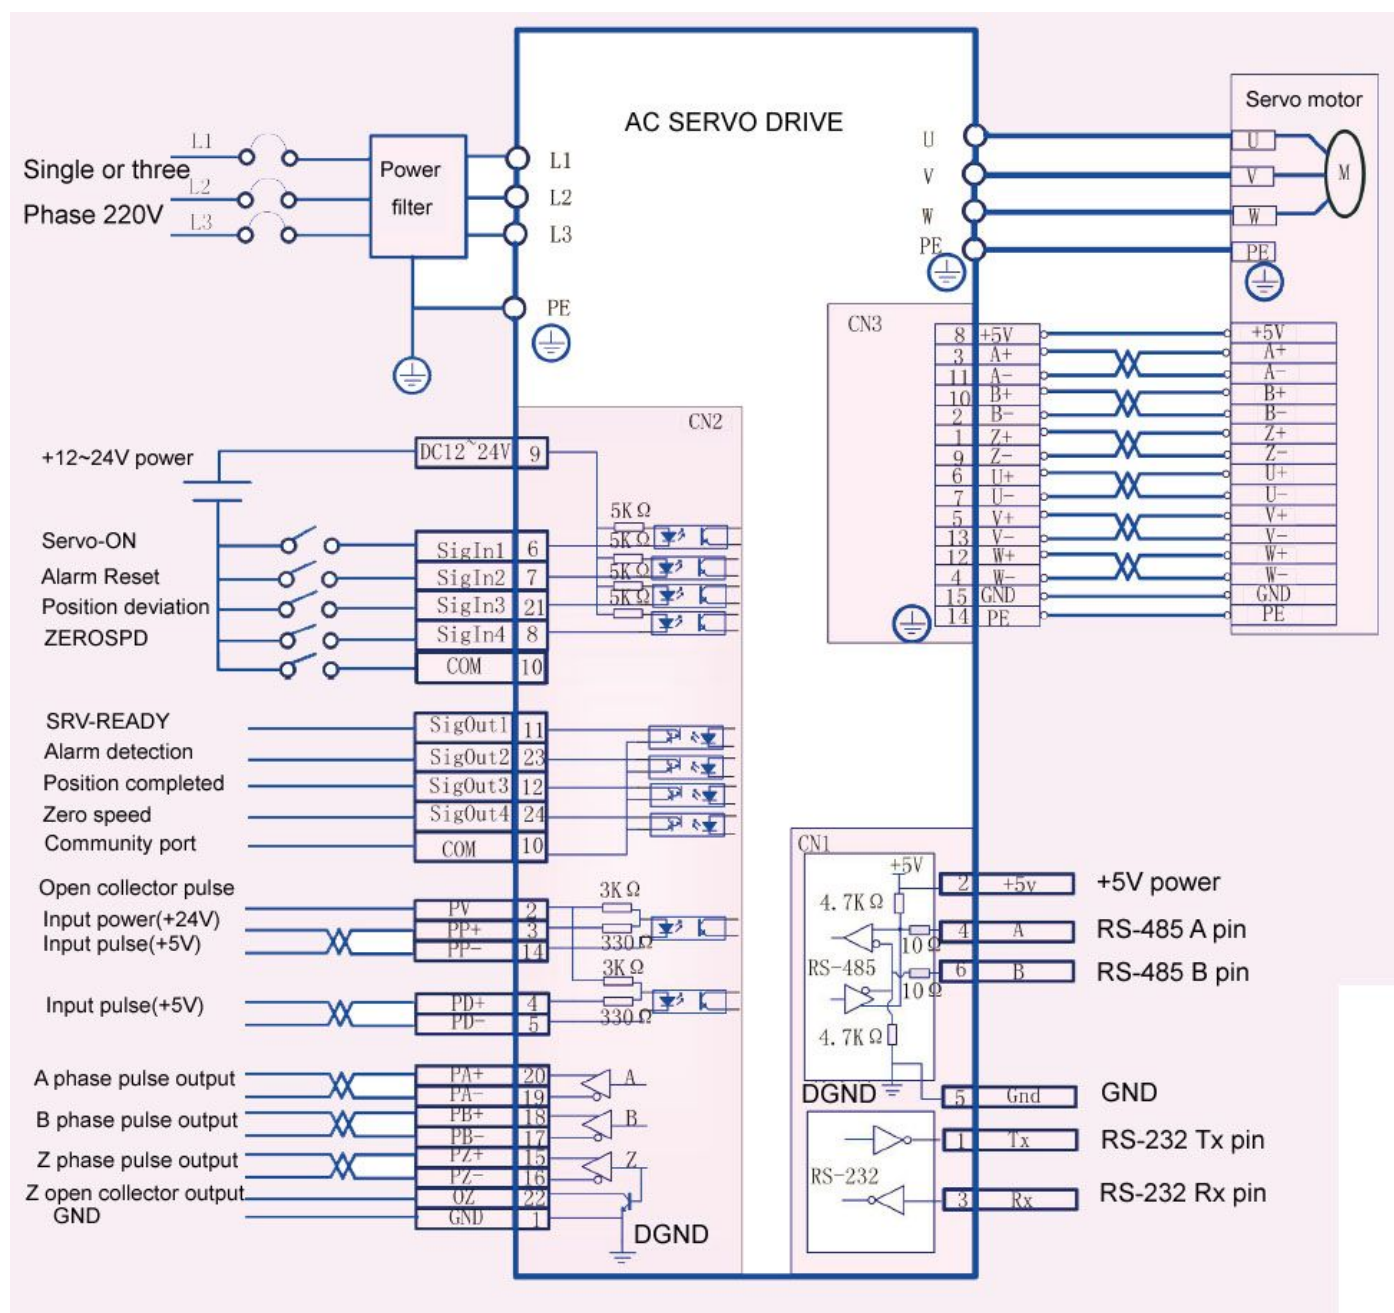 AC SERVO DRIVE
Single or three
Phase 220V
L1
L2
L3
Power
filter
L1
L2
L3
PE
U
V
W
PE
Servo motor
U
V
W
PE
M
CN3
8 +5V
3 A+
11 A-
10 B+
2 B-
1 Z+
9 Z-
6 U+
7 U-
5 V+
13 V-
12 W+
4 W-
15 GND
14 PE
+5V
A+
A-
B+
B-
Z+
Z-
U+
U-
V+
V-
W+
W-
GND
PE
CN2
+12~24V power
DC12~24V 9
5KΩ
5KΩ
5KΩ
5KΩ
Servo-ON
SigIn1 6
Alarm Reset
SigIn2 7
Position deviation
SigIn3 21
ZEROSPD
SigIn4 8
COM 10
SRV-READY
SigOut1 11
Alarm detection
SigOut2 23
Position completed
SigOut3 12
Zero speed
SigOut4 24
Community port
COM 10
Open collector pulse
Input power(+24V)
Input pulse(+5V)
PV 2
PP+ 3
PP- 14
3KΩ
330Ω
3KΩ
330Ω
Input pulse(+5V)
PD+ 4
PD- 5
A phase pulse output
PA+ 20
PA- 19
A
B phase pulse output
PB+ 18
PB- 17
B
Z phase pulse output
PZ+ 15
PZ- 16
Z
Z open collector output
OZ 22
GND
GND 1
DGND
CN1
+5V
4.7KΩ
10Ω
RS-485
10Ω
4.7KΩ
DGND
2 +5v
+5V power
4 A
RS-485 A pin
6 B
RS-485 B pin
5 Gnd
GND
RS-232
1 Tx
RS-232 Tx pin
3 Rx
RS-232 Rx pin